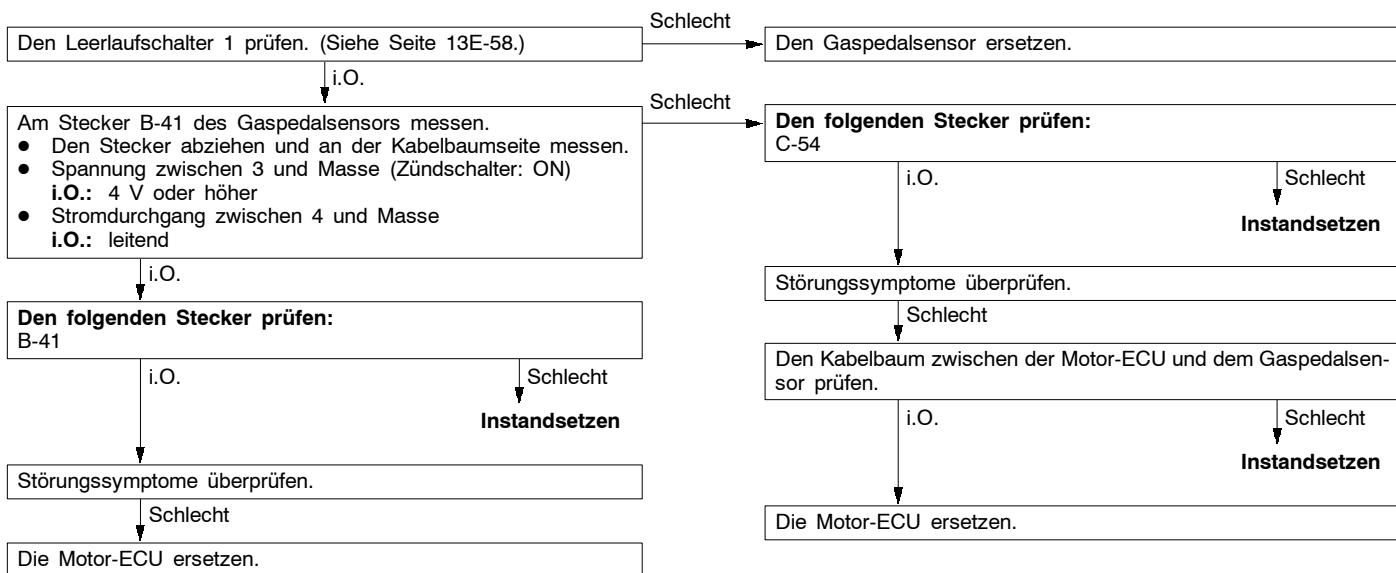 Den Leerlaufschalter 1 prüfen. (Siehe Seite 13E-58.)
Schlecht
Den Gaspedalsensor ersetzen.
i.O.
Am Stecker B-41 des Gaspedalsensors messen.
● Den Stecker abziehen und an der Kabelbaumseite messen.
● Spannung zwischen 3 und Masse (Zündschalter: ON)
i.O.: 4 V oder höher
● Stromdurchgang zwischen 4 und Masse
i.O.: leitend
Schlecht
Den folgenden Stecker prüfen:
C-54
i.O.
Schlecht
Instandsetzen
Störungssymptome überprüfen.
Schlecht
Den Kabelbaum zwischen der Motor-ECU und dem Gaspedalsen-
sor prüfen.
i.O.
Schlecht
Instandsetzen
Die Motor-ECU ersetzen.
i.O.
Den folgenden Stecker prüfen:
B-41
i.O.
Schlecht
Instandsetzen
Störungssymptome überprüfen.
Schlecht
Die Motor-ECU ersetzen.